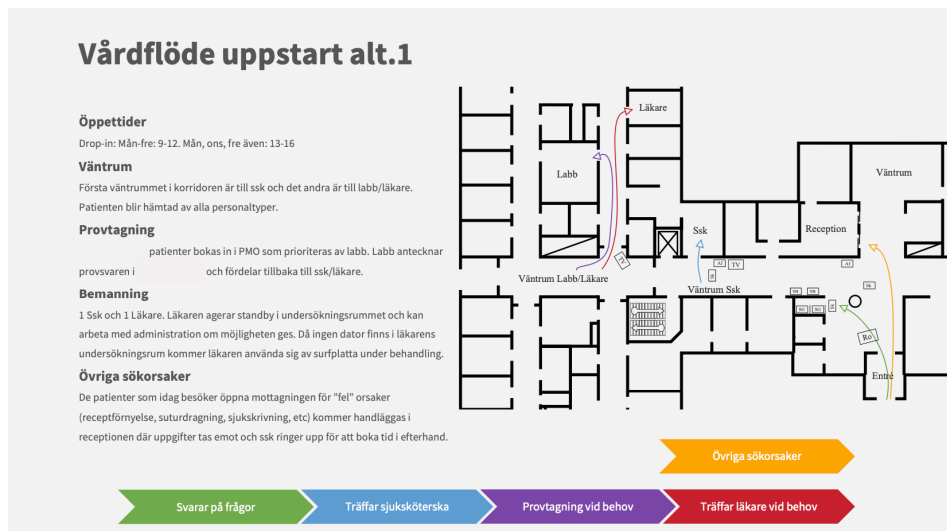 Vårdflöde uppstart alt.1
Öppettider
Drop-in: Mån-fre: 9-12. Mån, ons, fre även: 13-16
Väntrum
Första väntrummet i korridoren är till ssk och det andra är till labb/läkare.
Patienten blir hämtad av alla personaltyper.
Provtagning
patienter bokas in i PMO som prioriteras av labb. Labb antecknar
provsvaren i och fördelar tillbaka till ssk/läkare.
Bemanning
1 Ssk och 1 Läkare. Läkaren agerar standby i undersökningsrummet och kan
arbeta med administration om möjligheten ges. Då ingen dator finns i läkarens
undersökningsrum kommer läkaren använda sig av surfplatta under behandling.
Övriga sökorsaker
De patienter som idag besöker öppna mottagningen för "fel" orsaker
(receptförnyelse, suturdragning, sjukskrivning, etc) kommer handläggas i
receptionen där uppgifter tas emot och ssk ringer upp för att boka tid i efterhand.
Läkare
Labb
Väntrum
Ssk
Reception
TV
Af
TV
Af
Väntrum Labb/Läkare
Väntrum Ssk
Ro
Entré
Övriga sökorsaker
Svarar på frågor
Träffar sjuksköterska
Provtagning vid behov
Träffar läkare vid behov